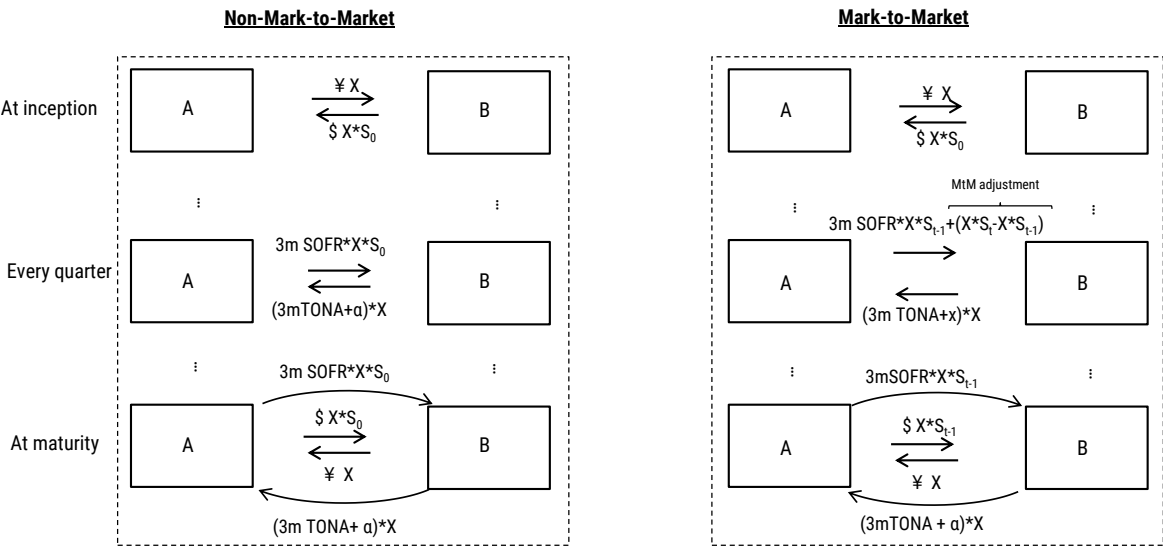 Non-Mark-to-Market
At inception
A
¥ X
$ X*S₀
B
...
...
Every quarter
A
3m SOFR*X*S₀
(3mTONA+α)*X
B
...
...
3m SOFR*X*S₀
At maturity
A
$ X*S₀
¥ X
B
(3m TONA+ α)*X
Mark-to-Market
A
¥ X
$ X*S₀
B
MtM adjustment
...
...
3m SOFR*X*Sₜ₋₁+(X*Sₜ-X*Sₜ₋₁)
A
B
(3m TONA+x)*X
...
...
3mSOFR*X*Sₜ₋₁
A
$ X*Sₜ₋₁
¥ X
B
(3mTONA + α)*X